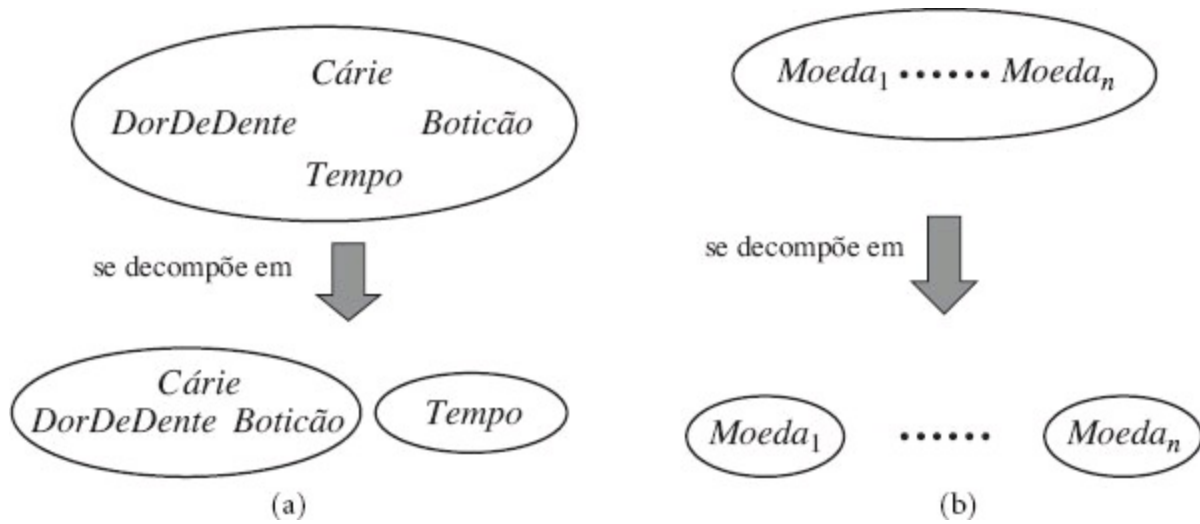 Cárie
DorDeDente Boticão
Tempo
se decompõe em
Cárie
DorDeDente Boticão
Tempo
(a)
Moeda₁ ...... Moedaₙ
se decompõe em
Moeda₁ ...... Moedaₙ
(b)